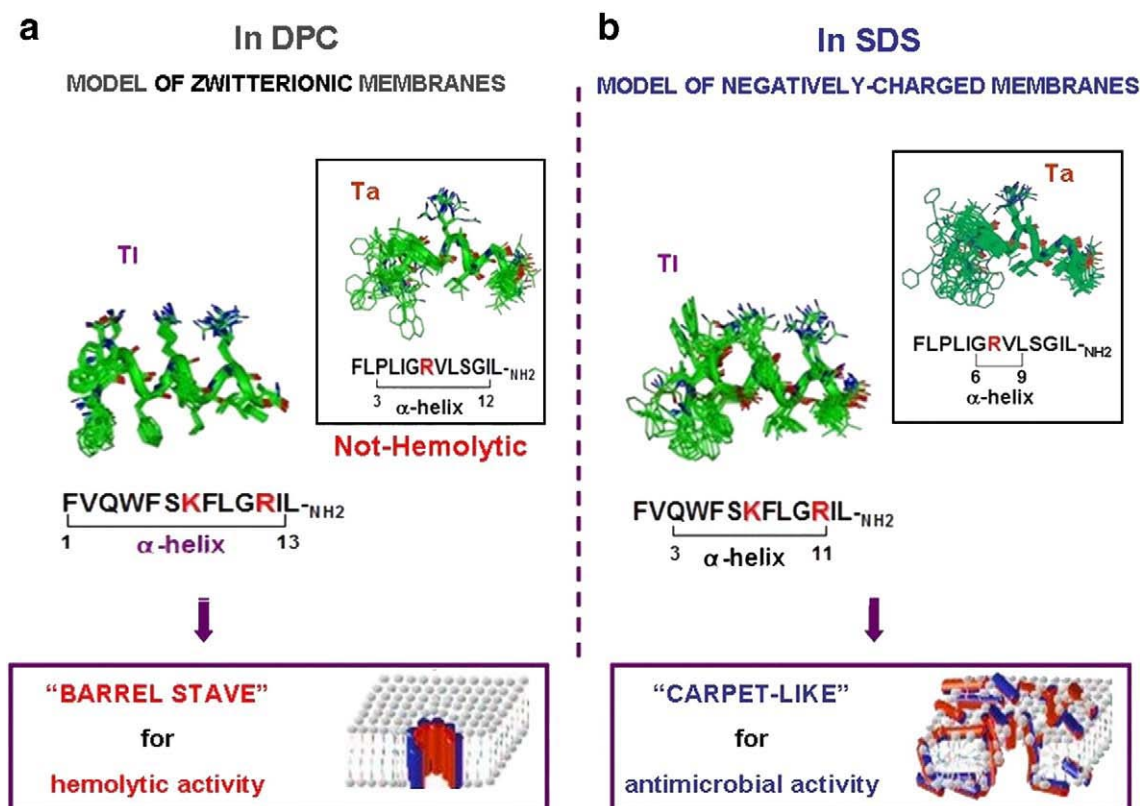 a
In DPC
MODEL OF ZWITTERIONIC MEMBRANES
Ta
Tl
FLPLIGRVLSGIL-NH2
3 12
α-helix
Not-Hemolytic
FVQWFSKFLGRIL-NH2
1 α-helix 13
"BARREL STAVE"
for
hemolytic activity
b
In SDS
MODEL OF NEGATIVELY-CHARGED MEMBRANES
Ta
Tl
FLPLIGRVLSGIL-NH2
6 9
α-helix
FVQWFSKFLGRIL-NH2
3 11
α-helix
"CARPET-LIKE"
for
antimicrobial activity